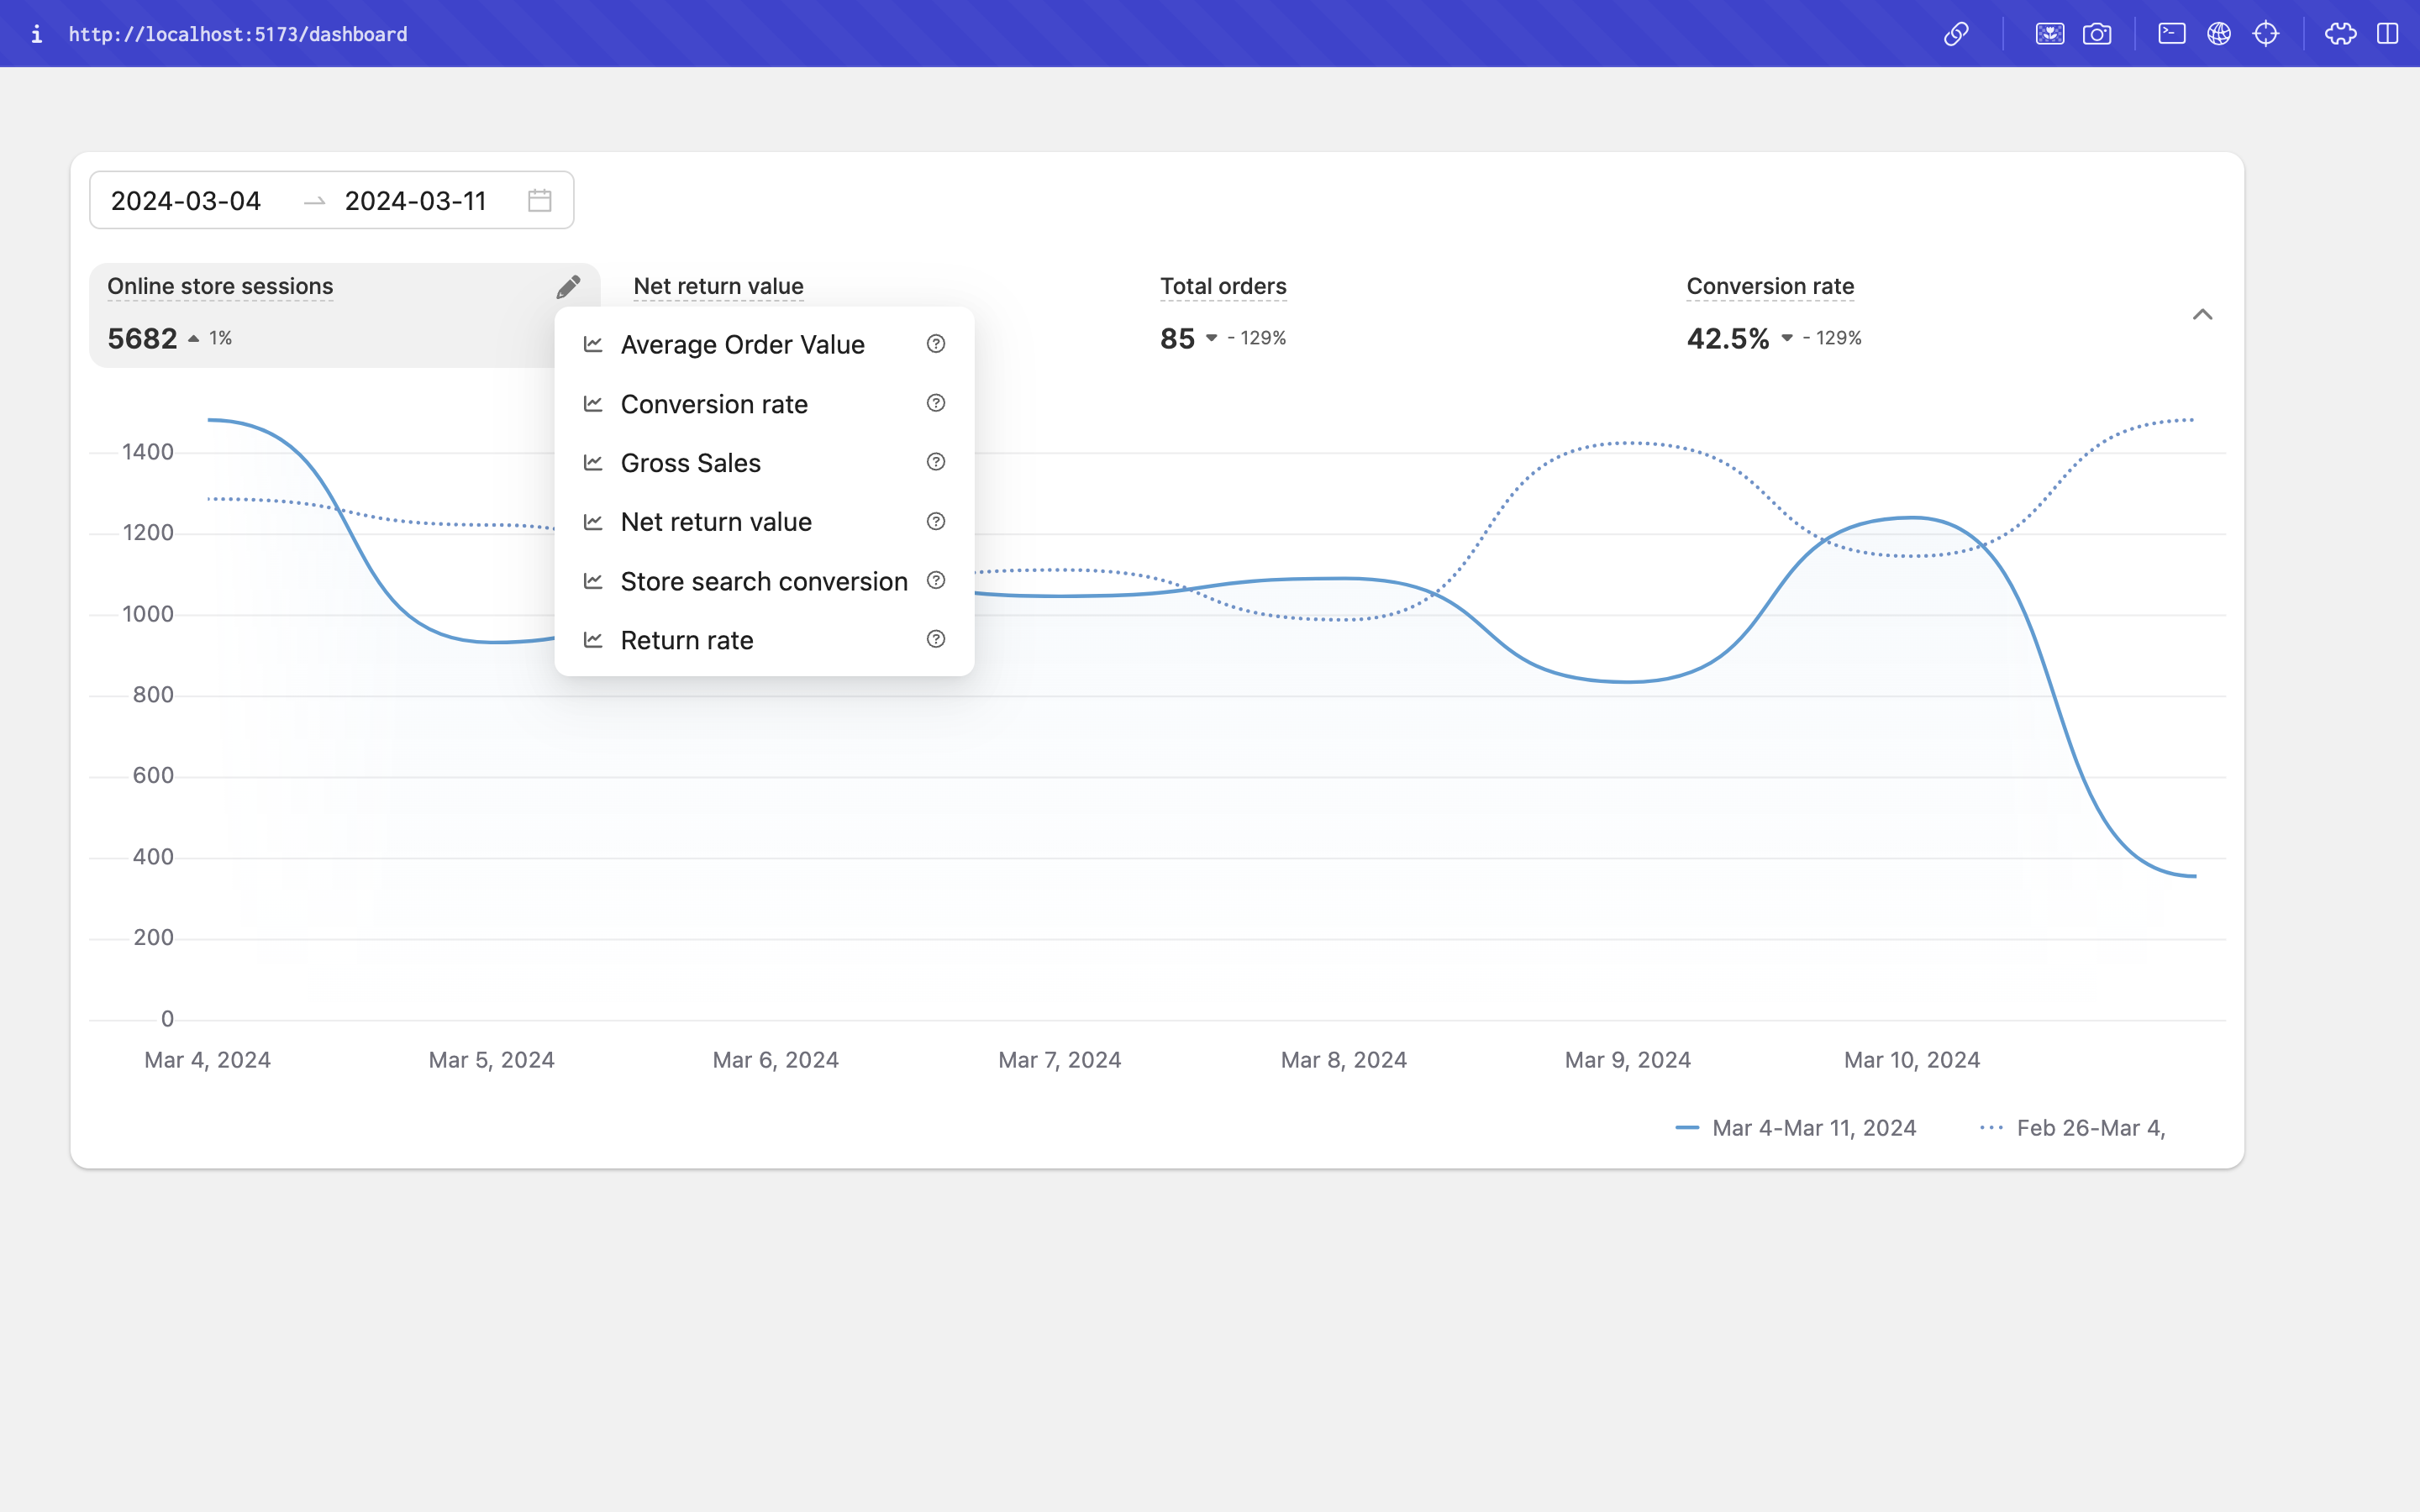 http://localhost:5173/dashboard
2024-03-04 → 2024-03-11
Online store sessions
5682 1%
Net return value
Total orders
85 - 129%
Conversion rate
42.5% - 129%
Average Order Value
Conversion rate
Gross Sales
Net return value
Store search conversion
Return rate
1400
1200
1000
800
600
400
200
0
Mar 4, 2024 Mar 5, 2024 Mar 6, 2024 Mar 7, 2024 Mar 8, 2024 Mar 9, 2024 Mar 10, 2024
Mar 4-Mar 11, 2024 Feb 26-Mar 4,